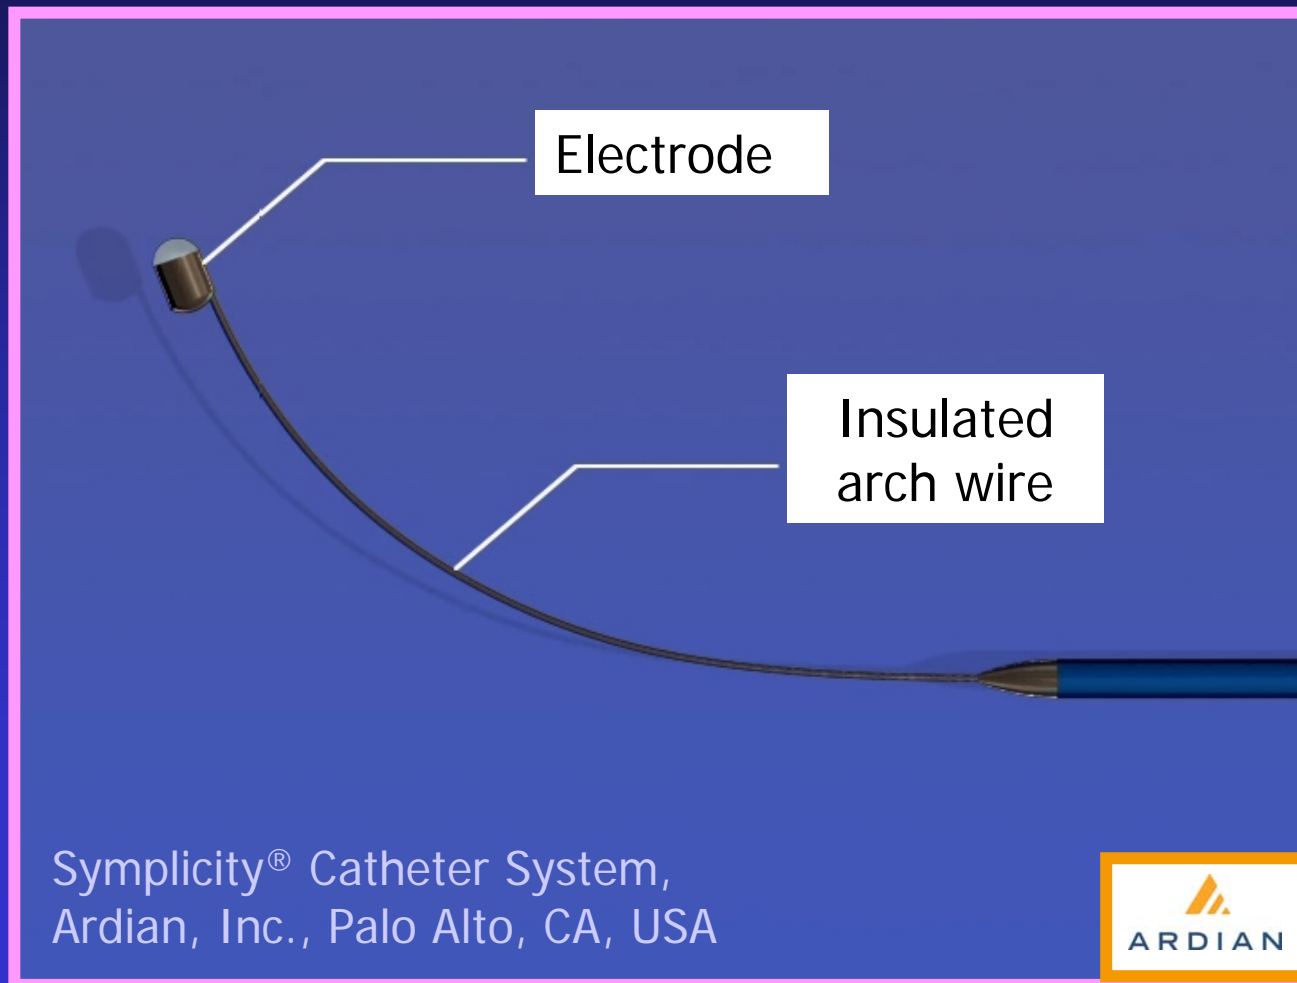 Electrode
Insulated
arch wire
Symplicity® Catheter System,
Ardian, Inc., Palo Alto, CA, USA
ARDIAN